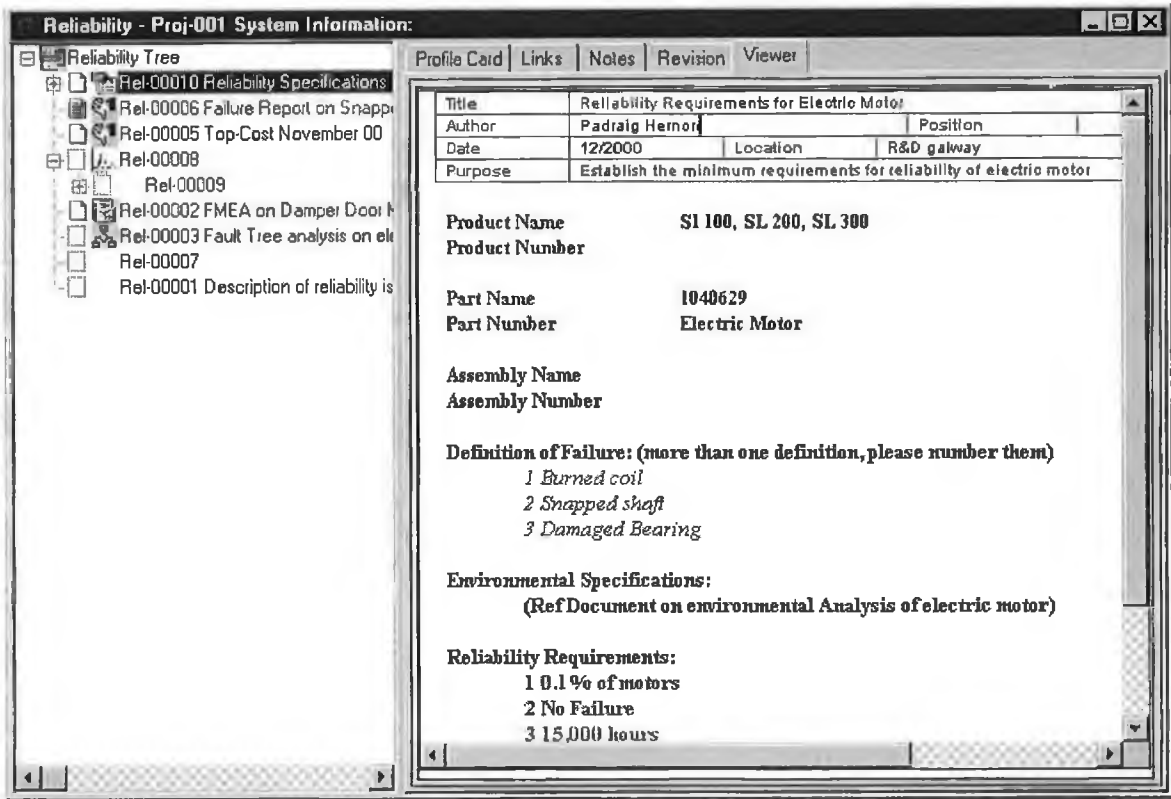 Reliability - Proj-001 System Information:
Reliability Tree
Rel-00010 Reliability Specifications
Rel-00006 Failure Report on Snapp
Rel-00005 Top-Cost November 00
Rel-00008
Rel-00009
Rel-00002 FMEA on Damper Door
Rel-00003 Fault Tree analysis on ele
Rel-00007
Rel-00001 Description of reliability is
Profile Card Links Notes Revision Viewer
Title Reliability Requirements for Electric Motor
Author Padraig Hernon Position
Date 12/2000 Location R&D galway
Purpose Establish the minimum requirements for reliability of electric motor
Product Name Sl 100, SL 200, SL 300
Product Number
Part Name 1040629
Part Number Electric Motor
Assembly Name
Assembly Number
Definition of Failure: (more than one definition, please number them)
1 Burned coil
2 Snapped shaft
3 Damaged Bearing
Environmental Specifications:
(Ref Document on environmental Analysis of electric motor)
Reliability Requirements:
1 0.1% of motors
2 No Failure
3 15,000 hours